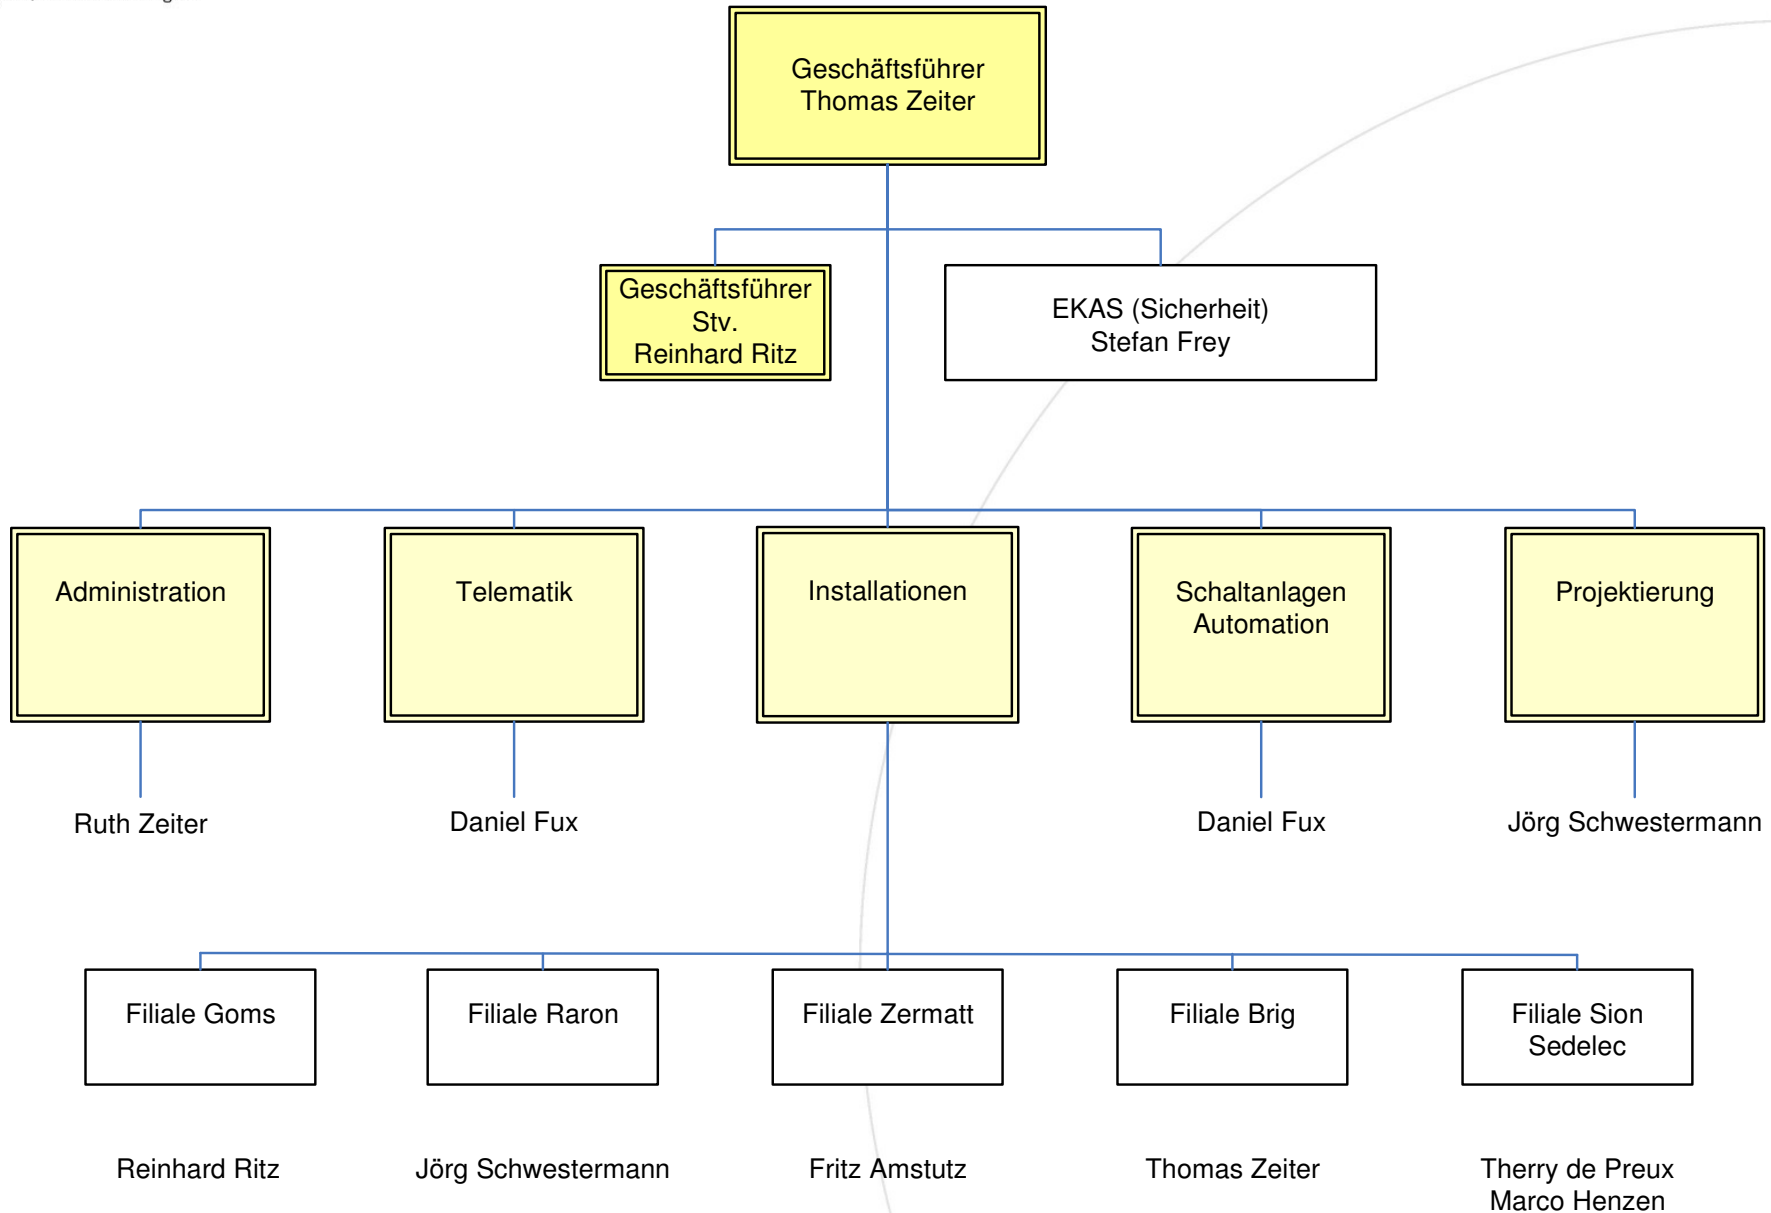 Geschäftsführer
Thomas Zeiter
Geschäftsführer
Stv.
Reinhard Ritz
EKAS (Sicherheit)
Stefan Frey
Administration
Telematik
Installationen
Schaltanlagen
Automation
Projektierung
Ruth Zeiter
Daniel Fux
Daniel Fux
Jörg Schwestermann
Filiale Goms
Filiale Raron
Filiale Zermatt
Filiale Brig
Filiale Sion
Sedelec
Reinhard Ritz
Jörg Schwestermann
Fritz Amstutz
Thomas Zeiter
Therry de Preux
Marco Henzen